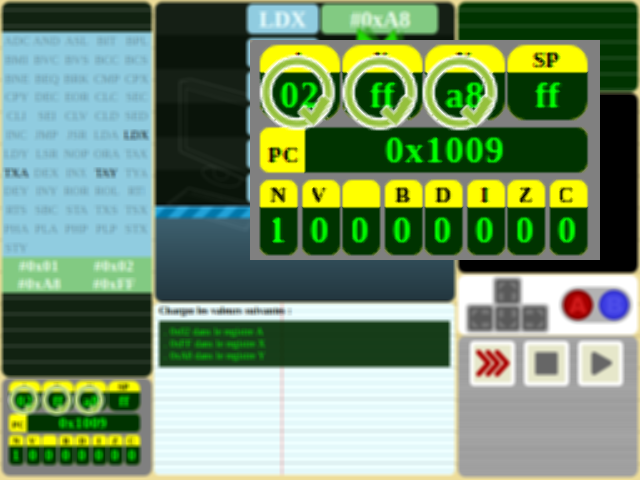 LDX #0xA8
ADC AND ASL BIT BPL
BMI BVC BVS BCC BCS
BNE BEQ BRK CMP CPX
CPY DEC EOR CLC SEC
CLI SEI CLV CLD SED
INC JMP JSR LDA LDX
LDY LSR NOP ORA TAX
TXA DEX INX TAY TYA
DEY INY ROR ROL RTI
RTS SBC STA TXS TSX
PHA PLA PHP PLP STX
STY
#0x01 #0x02
#0xA8 #0xFF
SP
02 ff a8 ff
PC 0x1009
N V B D I Z C
1 0 0 0 0 0 0 0
Charger les valeurs suivantes :
0x02 dans le registre A
0xFF dans le registre X
0xA8 dans le registre Y
SP
02 ff a8 ff
PC 0x1009
N V B D I Z C
1 0 0 0 0 0 0 0
A B